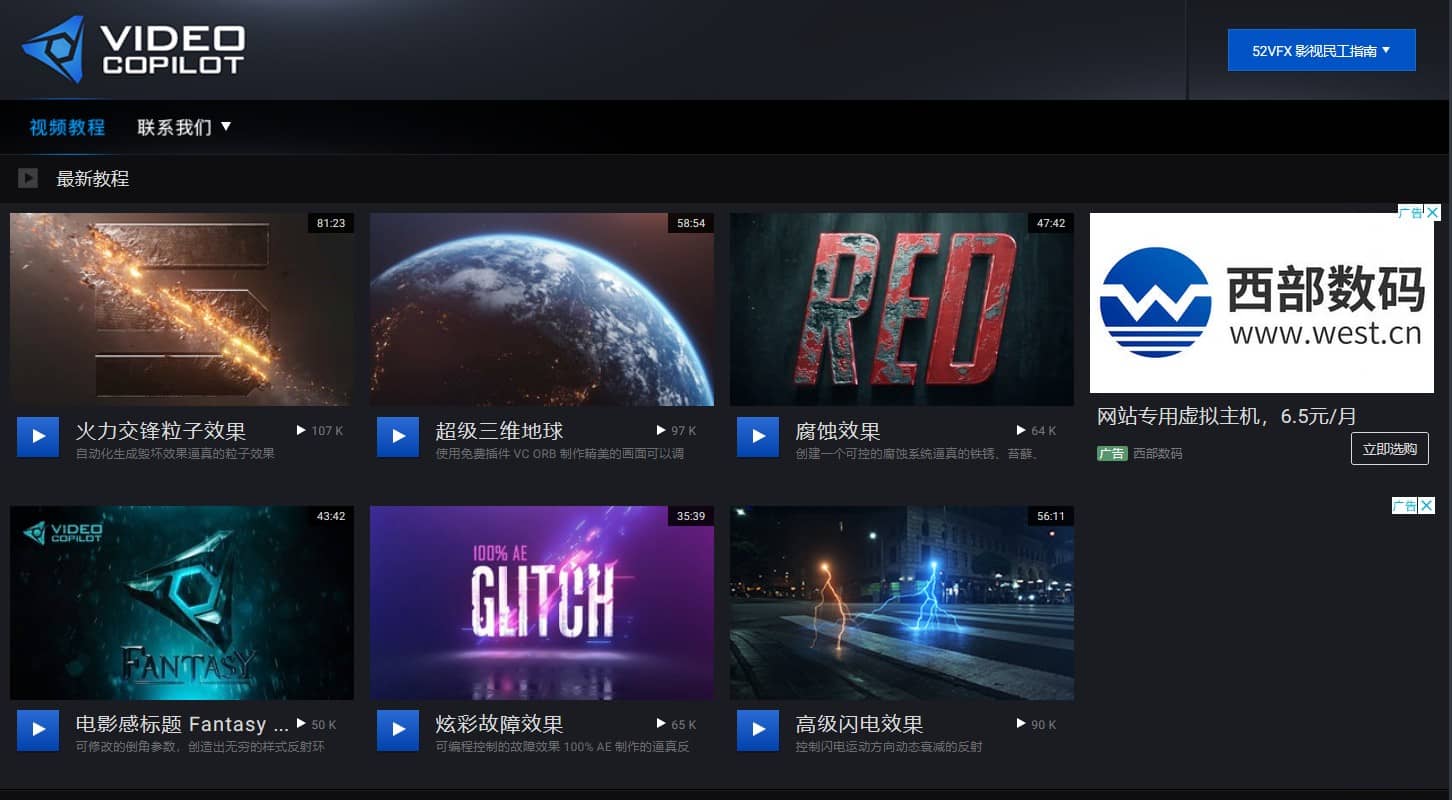 VIDEO
COPILOT
52VFX 影视民工指南
视频教程 联系我们
最新教程
81:23
58:54
47:42
RED
广告
西部数码
www.west.cn
火力交锋粒子效果 107 K
自动化生成毁坏效果逼真的粒子效果
超级三维地球 97 K
使用免费插件 VC ORB 制作精美的画面可以调
腐蚀效果 64 K
创建一个可控的腐蚀系统逼真的铁锈、苔藓、
网站专用虚拟主机，6.5元/月
广告 西部数码
立即选购
广告
43:42
VIDEO
COPILOT
FANTASY
35:39
100% AE
GLITCH
56:11
电影感标题 Fantasy ... 50 K
可修改的倒角参数，创造出无穷的样式反射环
炫彩故障效果 65 K
可编程控制的故障效果 100% AE 制作的逼真反
高级闪电效果 90 K
控制闪电运动方向动态衰减的反射